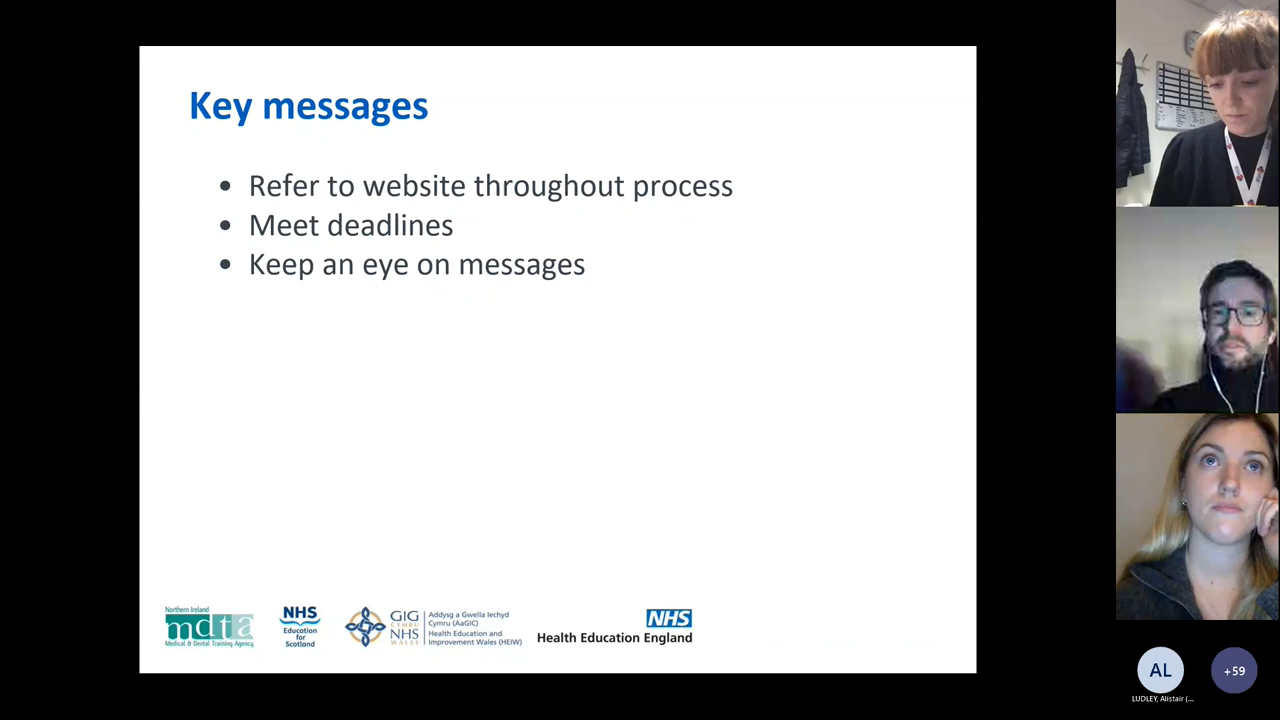 Key messages
• Refer to website throughout process
• Meet deadlines
• Keep an eye on messages
Northern Ireland
mdta
Medical & Dental Training Agency
NHS
Education
for
Scotland
GIG
CYMRU
NHS
WALES
Addysg a Gwella Iechyd
Cymru (AaGIC)
Health Education and
Improvement Wales (HEIW)
NHS
Health Education England
AL
+59
LUDLEY, Alistair (...